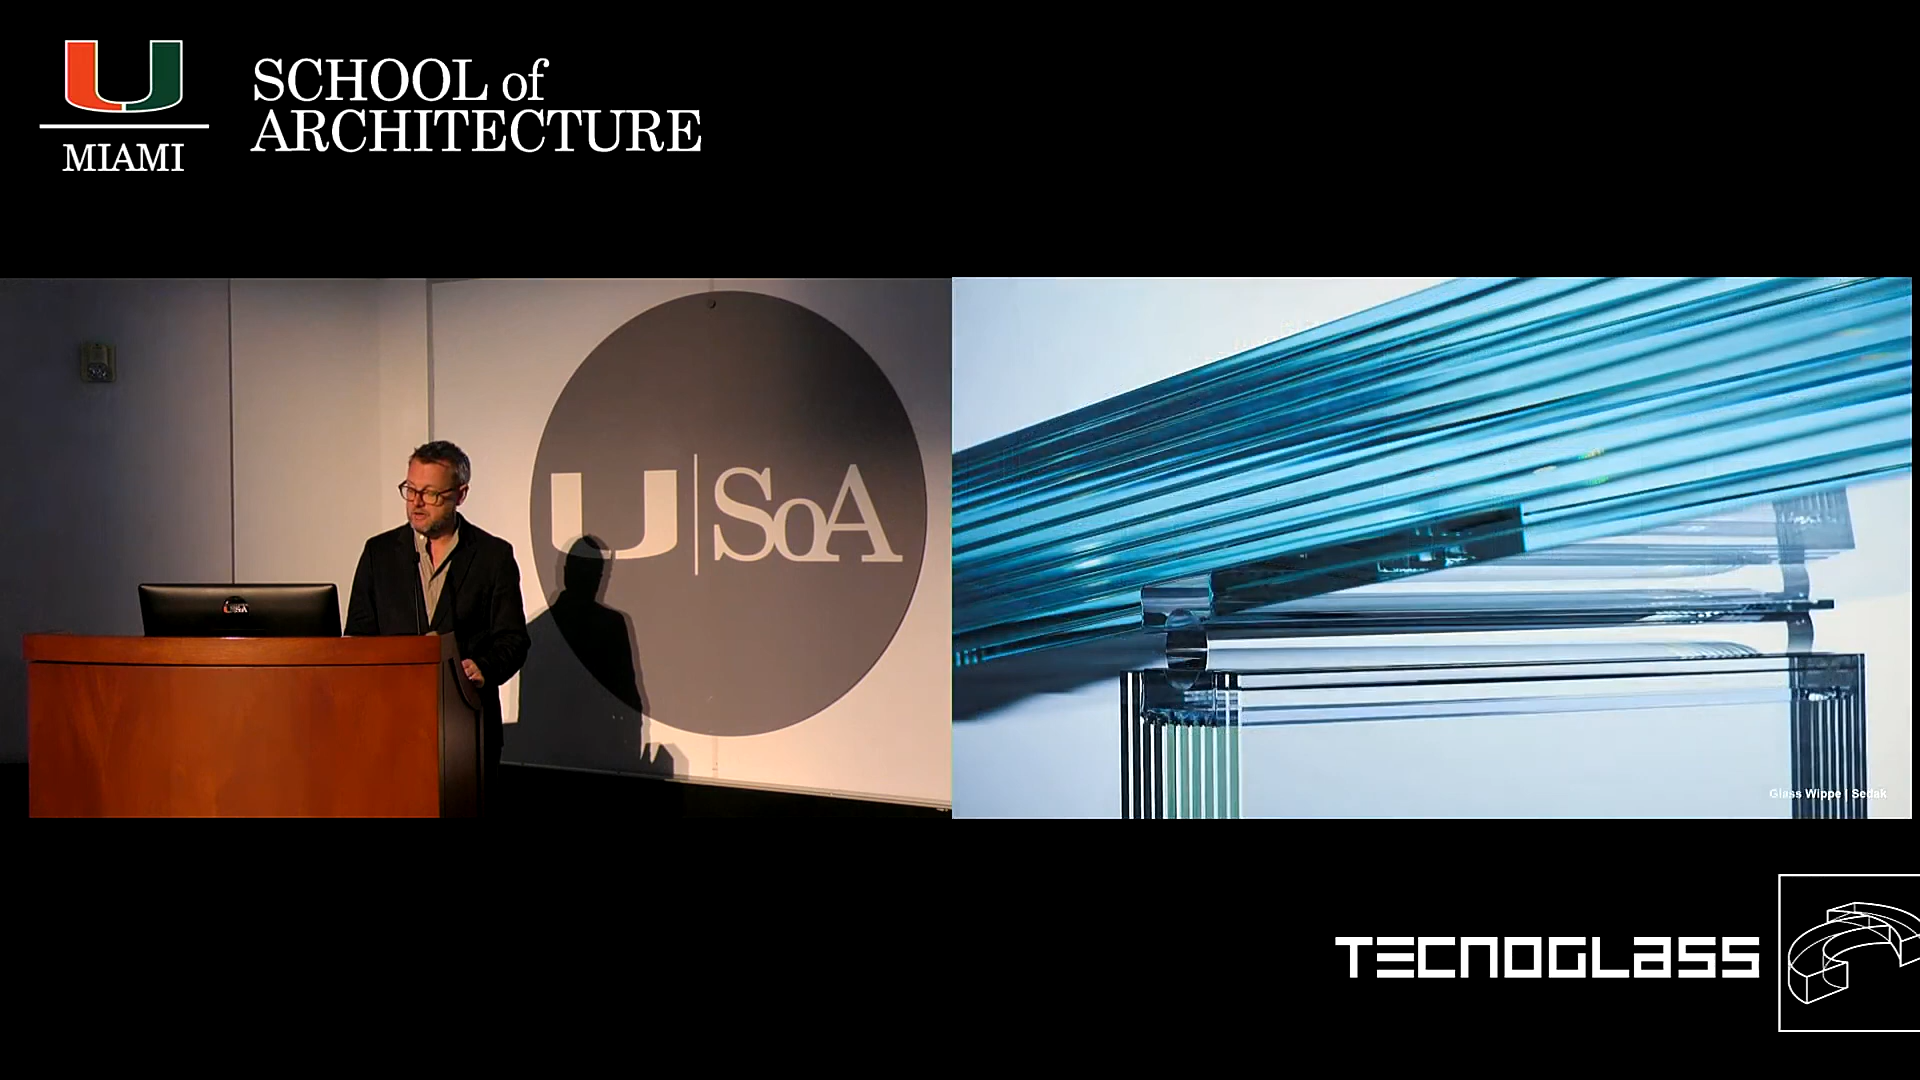 SCHOOL of
ARCHITECTURE
MIAMI
U | SoA
Glass Wippe | Sedak
TECNOGLASS